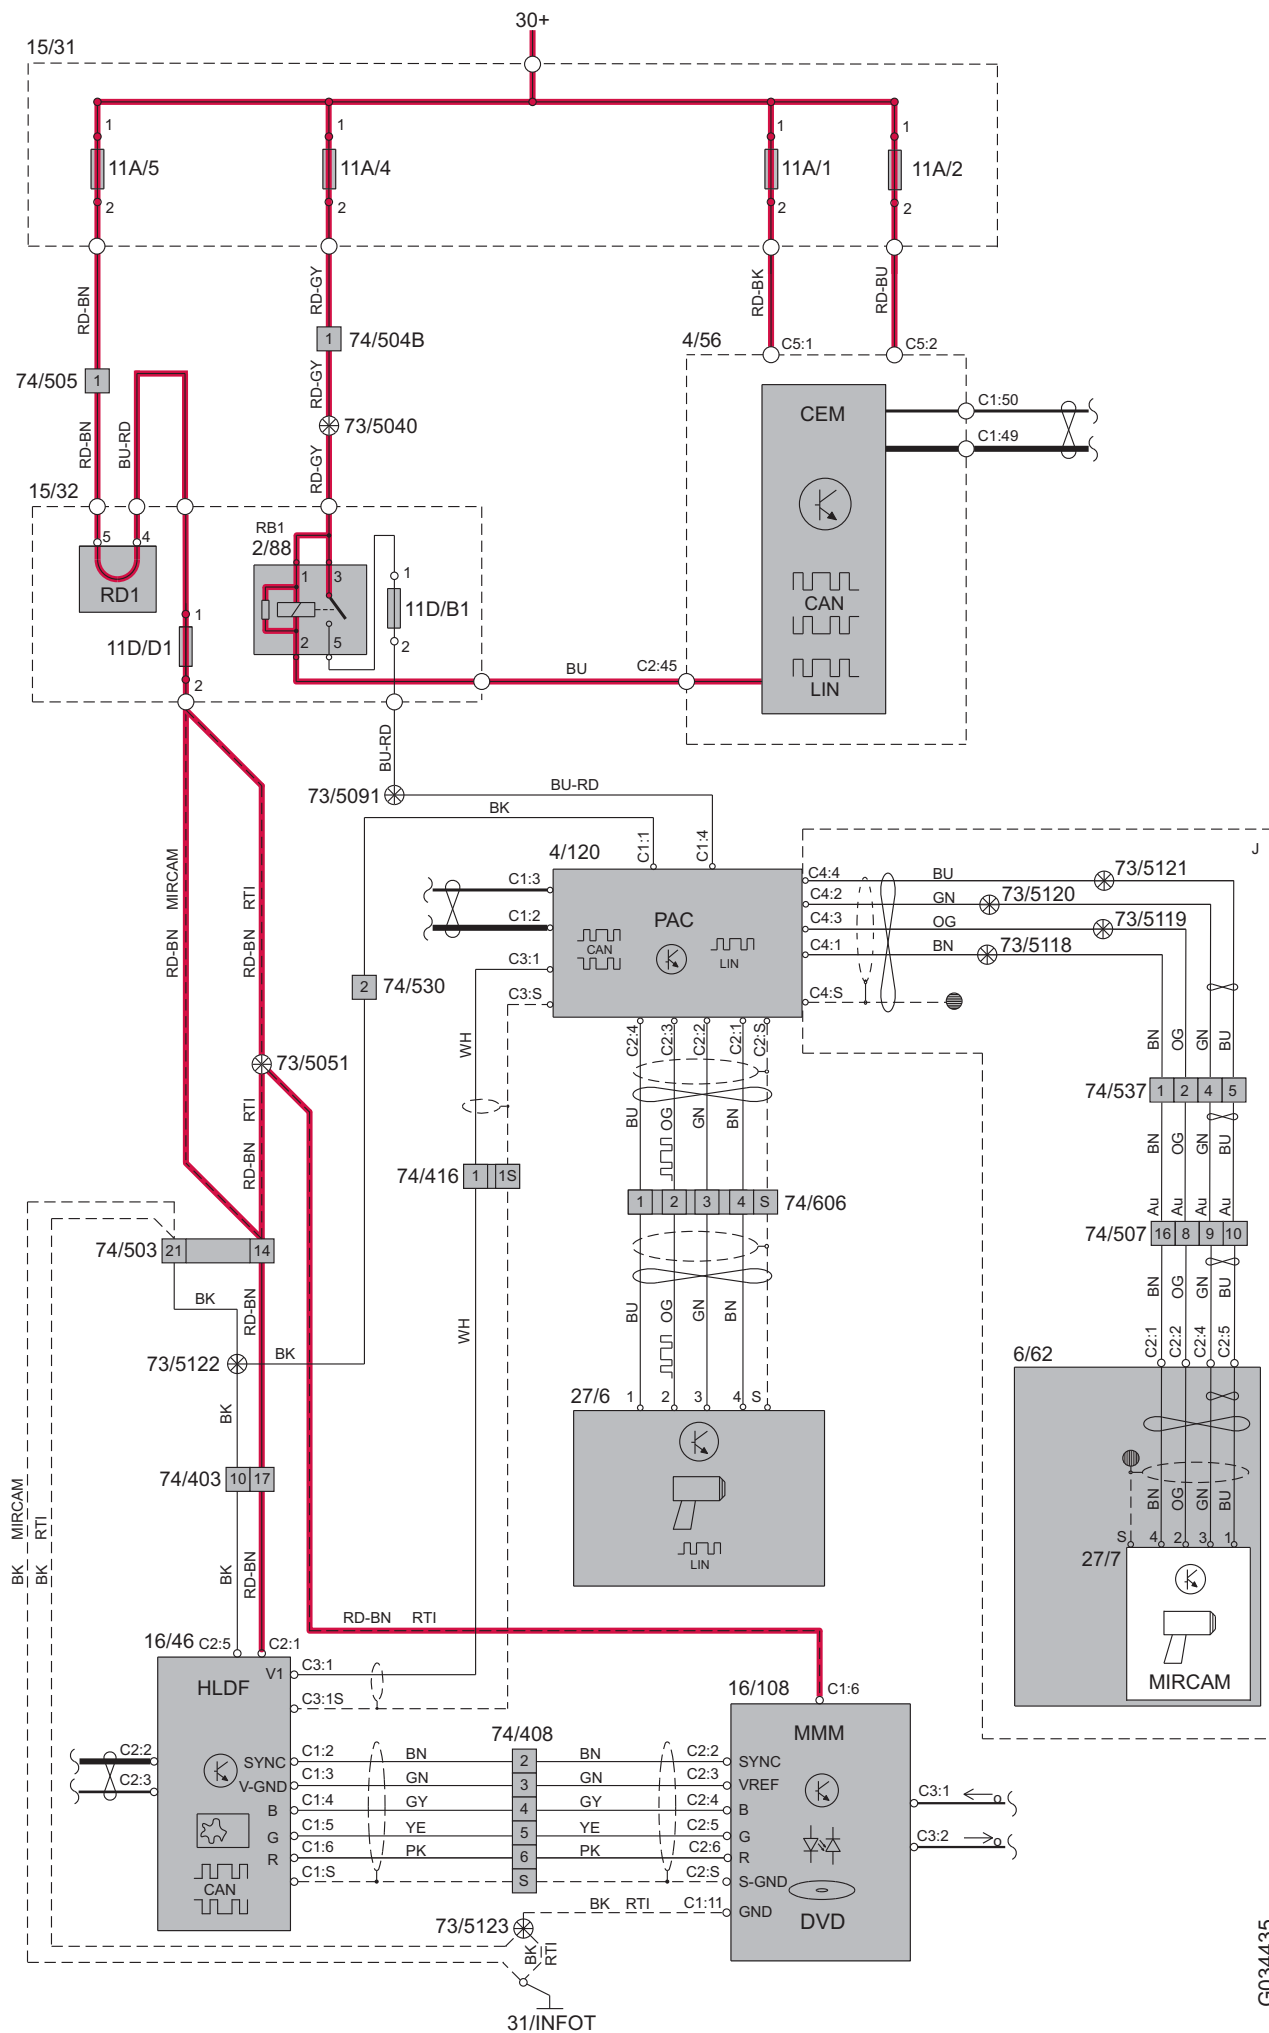 30+
15/31
1 1 1 1
11A/5 11A/4 11A/1 11A/2
2 2 2 2
RD-BN RD-GY RD-BK RD-BU
1 74/504B
4/56 C5:1 C5:2
74/505 1
RD-GY
CEM C1:50
C1:49
RD-BN BU-RD
73/5040
RD-GY
15/32
RB1
2/88
5 4
RD1
1 3
2 5
1
11D/B1
2
CAN
LIN
1
11D/D1
2
BU C2:45
BU-RD
73/5091 BU-RD
BK
C1:1 C1:4
4/120
J
RD-BN MIRCAM
RD-BN RTI
C1:3
C1:2
C3:1
C3:S
PAC
CAN
LIN
C4:4 BU 73/5121
C4:2 GN 73/5120
C4:3 OG 73/5119
C4:1 BN 73/5118
C4:S
2 74/530
WH
C2:4 C2:3 C2:2 C2:1 C2:S
BN OG GN BU
73/5051
74/537 1 2 4 5
RD-BN RTI
BU OG GN BN
BN OG GN BU
74/416 1 1S
1 2 3 4 S 74/606
Au Au Au Au
74/507 16 8 9 10
74/503 21 14
BK RD-BN
WH
BU OG GN BN
BN OG GN BU
C2:1 C2:2 C2:4 C2:5
73/5122 BK
6/62
27/6 1 2 3 4 S
BK
74/403 10 17
LIN
BN OG GN BU
S 4 2 3 1
27/7
MIRCAM
BK MIRCAM
BK RTI
BK RD-BN
RD-BN RTI
16/46 C2:5 C2:1
HLDF
V1 C3:1
C3:1S
16/108 C1:6
MMM
74/408
C2:2
C2:3
SYNC C1:2 BN 2 BN C2:2 SYNC
V-GND C1:3 GN 3 GN C2:3 VREF
B C1:4 GY 4 GY C2:4 B
G C1:5 YE 5 YE C2:5 G
R C1:6 PK 6 PK C2:6 R
C1:S S C2:S S-GND
CAN
C3:1
C3:2
BK RTI C1:11 GND
DVD
73/5123
BK RTI
31/INFOT
G034435